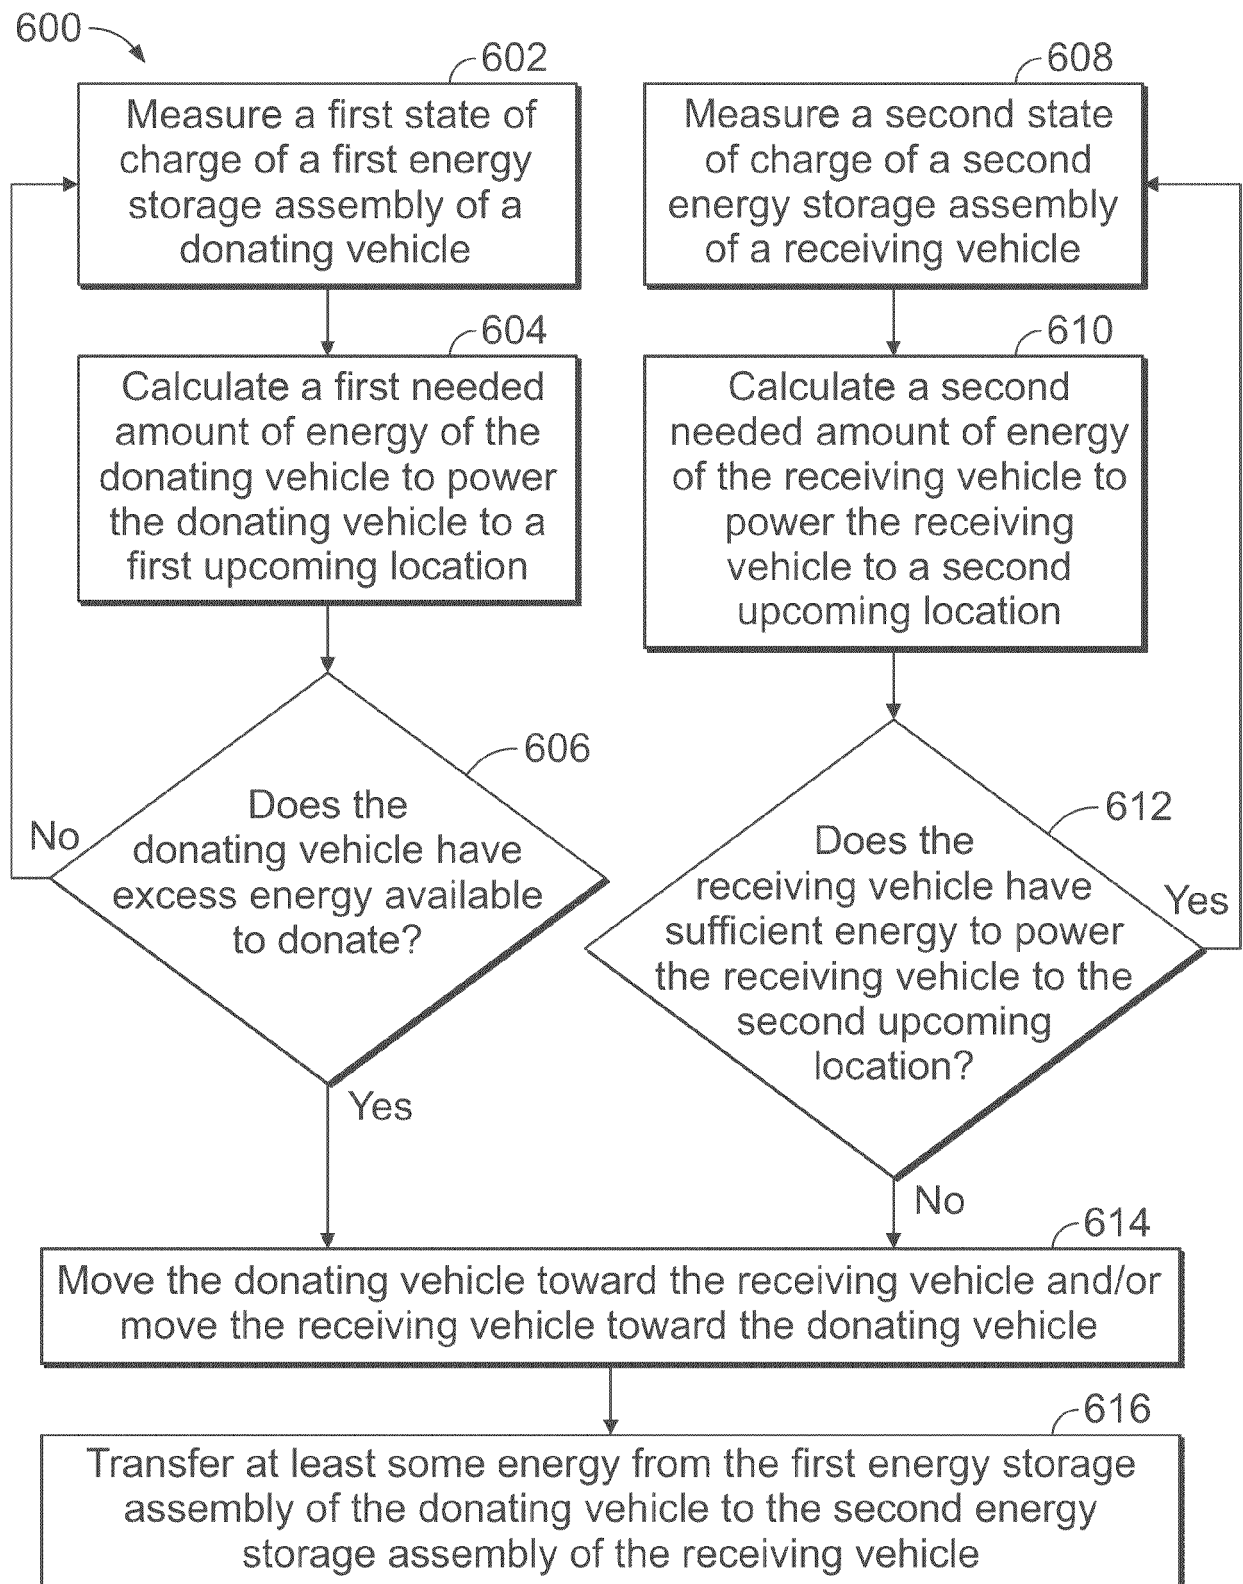 600
602
Measure a first state of
charge of a first energy
storage assembly of a
donating vehicle
604
Calculate a first needed
amount of energy of the
donating vehicle to power
the donating vehicle to a
first upcoming location
606
Does the
donating vehicle have
excess energy available
to donate?
No
Yes
608
Measure a second state
of charge of a second
energy storage assembly
of a receiving vehicle
610
Calculate a second
needed amount of energy
of the receiving vehicle to
power the receiving
vehicle to a second
upcoming location
612
Does the
receiving vehicle have
sufficient energy to power
the receiving vehicle to the
second upcoming
location?
Yes
No
614
Move the donating vehicle toward the receiving vehicle and/or
move the receiving vehicle toward the donating vehicle
616
Transfer at least some energy from the first energy storage
assembly of the donating vehicle to the second energy
storage assembly of the receiving vehicle